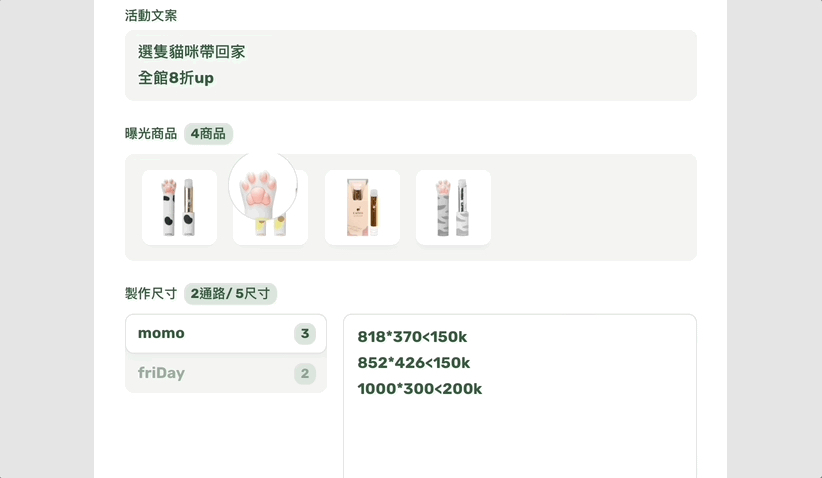 活動文案
選隻貓咪帶回家
全館8折up
曝光商品 4商品
製作尺寸 2通路/ 5尺寸
momo 3
friDay 2
818*370<150k
852*426<150k
1000*300<200k